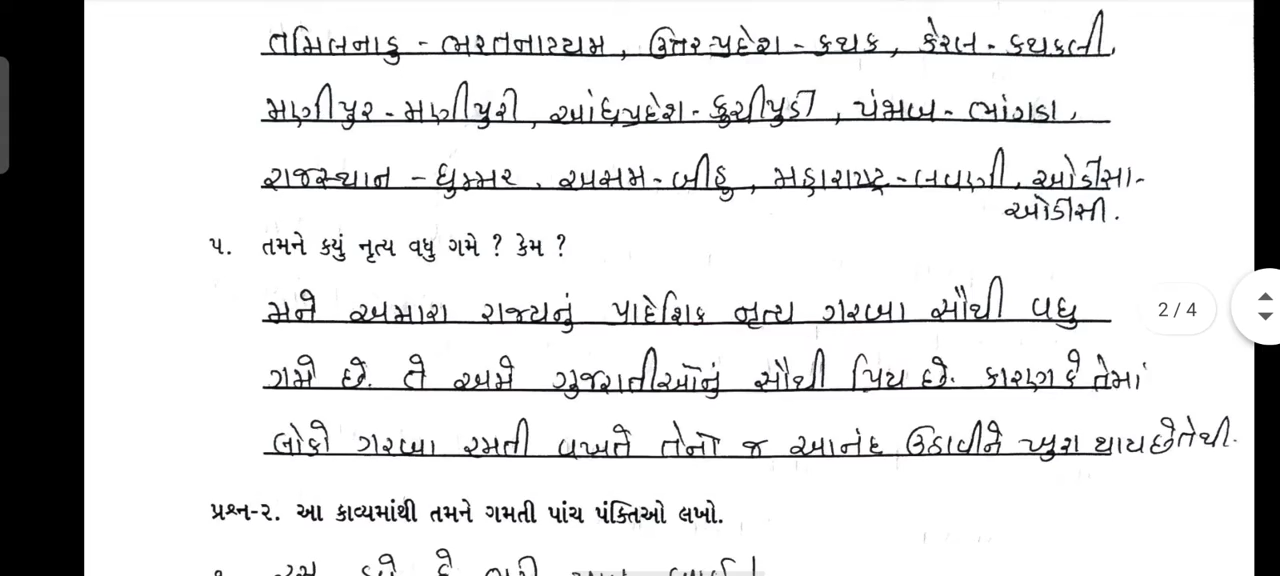 તમિલનાડુ - ભરતનાટ્યમ, ઉત્તરપ્રદેશ - કથક, કેરલ - કથકલી,
મણીપુર - મણીપુરી, આંધ્રપ્રદેશ - કુચીપુડી, પંજાબ - ભાંગડા,
રાજસ્થાન - ઘુમ્મર, અસમ - બીહુ, મહારાષ્ટ્ર - લવણી, ઓડીસા -
ઓડીસી.
૫. તમને કયું નૃત્ય વધુ ગમે ? કેમ ?
મને અમારા રાજ્યનું પ્રાદેશિક નૃત્ય ગરબા સૌથી વધુ
2 / 4
ગમે છે. તે અમે ગુજરાતીઓનું સૌથી પ્રિય છે. કારણ કે તેમાં
લોકો ગરબા રમતી વખતે તેનો જ આનંદ ઉઠાવીને ખુશ થાય છે તેથી.
પ્રશ્ન-૨. આ કાવ્યમાંથી તમને ગમતી પાંચ પંક્તિઓ લખો.